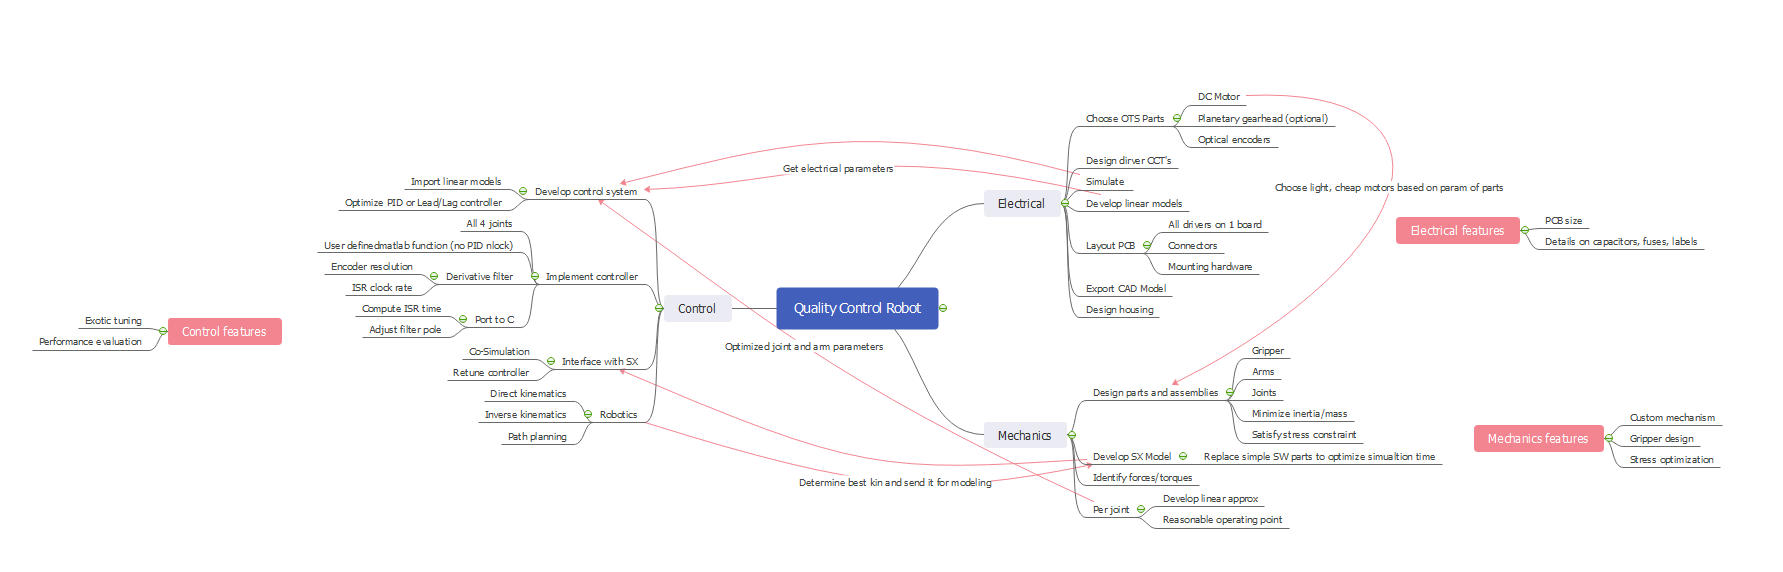 Quality Control Robot
Control
Develop control system
Import linear models
Optimize PID or Lead/Lag controller
Implement controller
All 4 joints
User definedmatlab function (no PID nlock)
Derivative filter
Encoder resolution
ISR clock rate
Port to C
Compute ISR time
Adjust filter pole
Interface with SX
Co-Simulation
Retune controller
Robotics
Direct kinematics
Inverse kinematics
Path planning
Control features
Exotic tuning
Performance evaluation
Get electrical parameters
Optimized joint and arm parameters
Determine best kin and send it for modeling
Choose light, cheap motors based on param of parts
Electrical
Choose OTS Parts
DC Motor
Planetary gearhead (optional)
Optical encoders
Design dirver CCT's
Simulate
Develop linear models
Layout PCB
All drivers on 1 board
Connectors
Mounting hardware
Export CAD Model
Design housing
Electrical features
PCB size
Details on capacitors, fuses, labels
Mechanics
Design parts and assemblies
Gripper
Arms
Joints
Minimize inertia/mass
Satisfy stress constraint
Develop SX Model
Replace simple SW parts to optimize simualtion time
Identify forces/torques
Per joint
Develop linear approx
Reasonable operating point
Mechanics features
Custom mechanism
Gripper design
Stress optimization